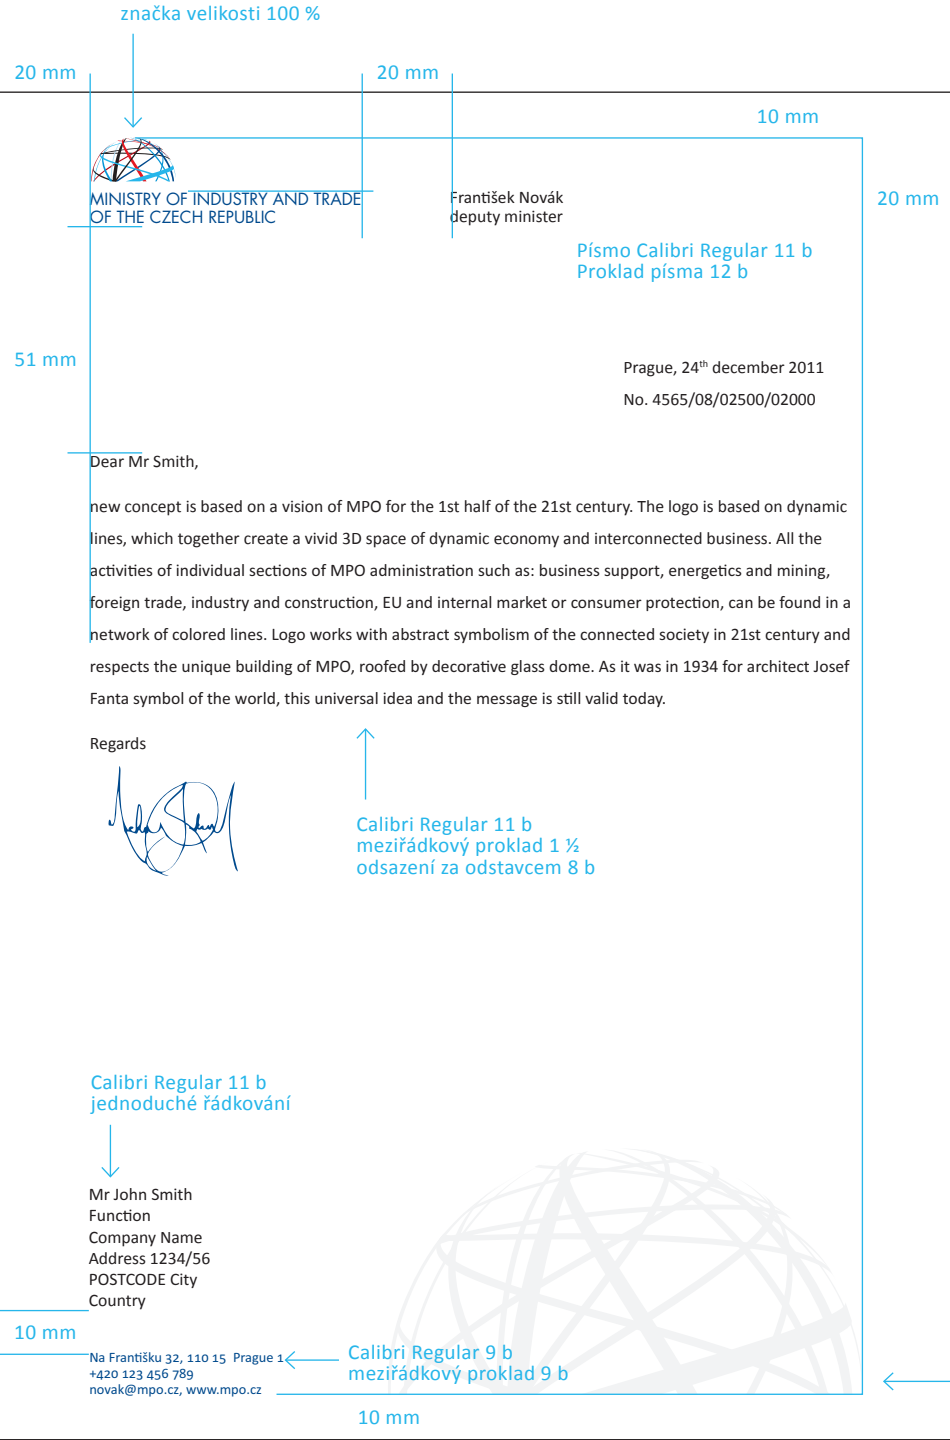 značka velikosti 100 %
20 mm
20 mm
10 mm
MINISTRY OF INDUSTRY AND TRADE
OF THE CZECH REPUBLIC
František Novák
deputy minister
20 mm
Písmo Calibri Regular 11 b
Proklad písma 12 b
51 mm
Prague, 24th december 2011
No. 4565/08/02500/02000
Dear Mr Smith,
new concept is based on a vision of MPO for the 1st half of the 21st century. The logo is based on dynamic
lines, which together create a vivid 3D space of dynamic economy and interconnected business. All the
activities of individual sections of MPO administration such as: business support, energetics and mining,
foreign trade, industry and construction, EU and internal market or consumer protection, can be found in a
network of colored lines. Logo works with abstract symbolism of the connected society in 21st century and
respects the unique building of MPO, roofed by decorative glass dome. As it was in 1934 for architect Josef
Fanta symbol of the world, this universal idea and the message is still valid today.
Regards
Calibri Regular 11 b
meziřádkový proklad 1 ½
odsazení za odstavcem 8 b
Calibri Regular 11 b
jednoduché řádkování
Mr John Smith
Function
Company Name
Address 1234/56
POSTCODE City
Country
10 mm
Na Františku 32, 110 15  Prague 1
+420 123 456 789
novak@mpo.cz, www.mpo.cz
Calibri Regular 9 b
meziřádkový proklad 9 b
10 mm